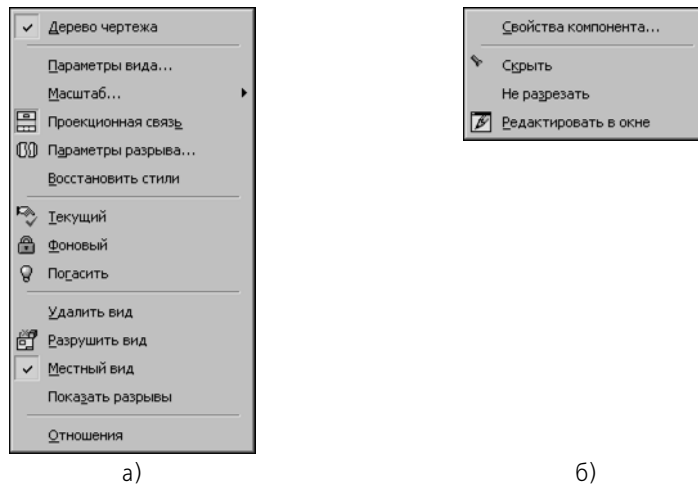 Дерево чертежа
Параметры вида...
Масштаб...
Проекционная связь
Параметры разрыва...
Восстановить стили
Текущий
Фоновый
Погасить
Удалить вид
Разрушить вид
Местный вид
Показать разрывы
Отношения
а)
Свойства компонента...
Скрыть
Не разрезать
Редактировать в окне
б)